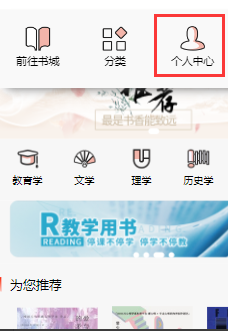 前往书城 分类 个人中心
推荐
最是书香能致远
教育学 文学 理学 历史学
R教学用书
READING 停课不停学，停学不停教
为您推荐